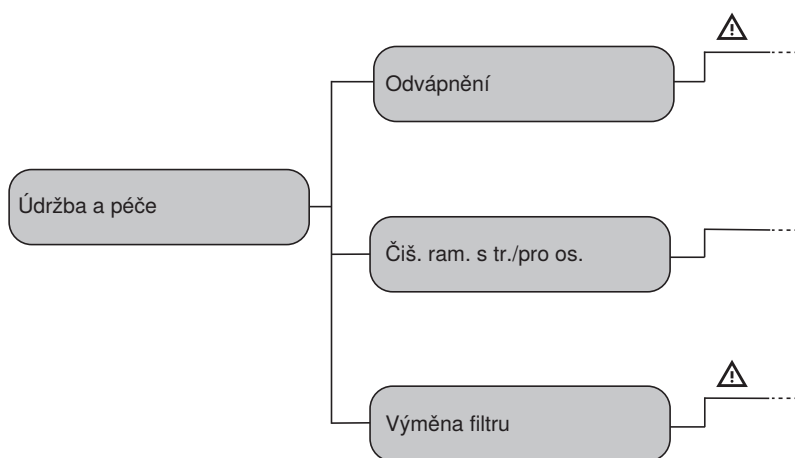 Odvápnění
Údržba a péče
Čiš. ram. s tr./pro os.
Výměna filtru